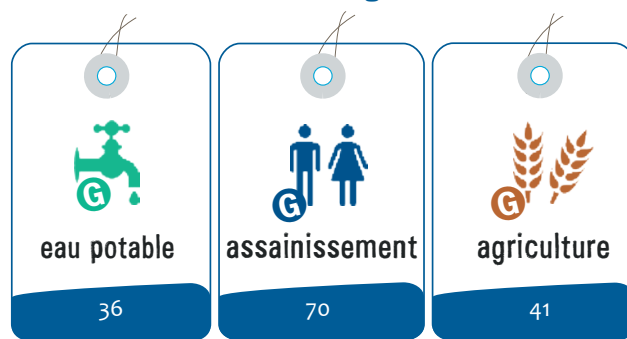 G
eau potable
36
G
assainissement
70
G
agriculture
41